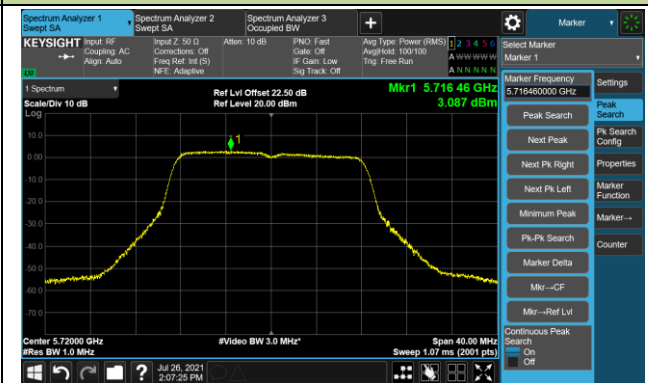 Spectrum Analyzer 1
Swept SA
Spectrum Analyzer 2
Swept SA
Spectrum Analyzer 3
Occupied BW
Marker
KEYSIGHT
Input: RF
Coupling: AC
Align: Auto
Input Z: 50 Ω
Corrections: Off
Freq Ref: Int (S)
NFE: Adaptive
Atten: 10 dB
PNO: Fast
Gate: Off
IF Gain: Low
Sig Track: Off
Avg Type: Power (RMS)
Avg|Hold: 100/100
Trig: Free Run
1 2 3 4 5 6
A W W W W W
A N N N N N
LXI
Select Marker
Marker 1
1 Spectrum
Scale/Div 10 dB
Log
Ref Lvl Offset 22.50 dB
Ref Level 20.00 dBm
Mkr1 5.716 46 GHz
3.087 dBm
1
10.0
0.00
-10.0
-20.0
-30.0
-40.0
-50.0
-60.0
-70.0
Center 5.72000 GHz
#Res BW 1.0 MHz
#Video BW 3.0 MHz*
Span 40.00 MHz
Sweep 1.07 ms (2001 pts)
Marker Frequency
5.716460000 GHz
Peak Search
Next Peak
Next Pk Right
Next Pk Left
Minimum Peak
Pk-Pk Search
Marker Delta
Mkr→CF
Mkr→Ref Lvl
Continuous Peak
Search
On
Off
Settings
Peak
Search
Pk Search
Config
Properties
Marker
Function
Marker→
Counter
Jul 26, 2021
2:07:25 PM